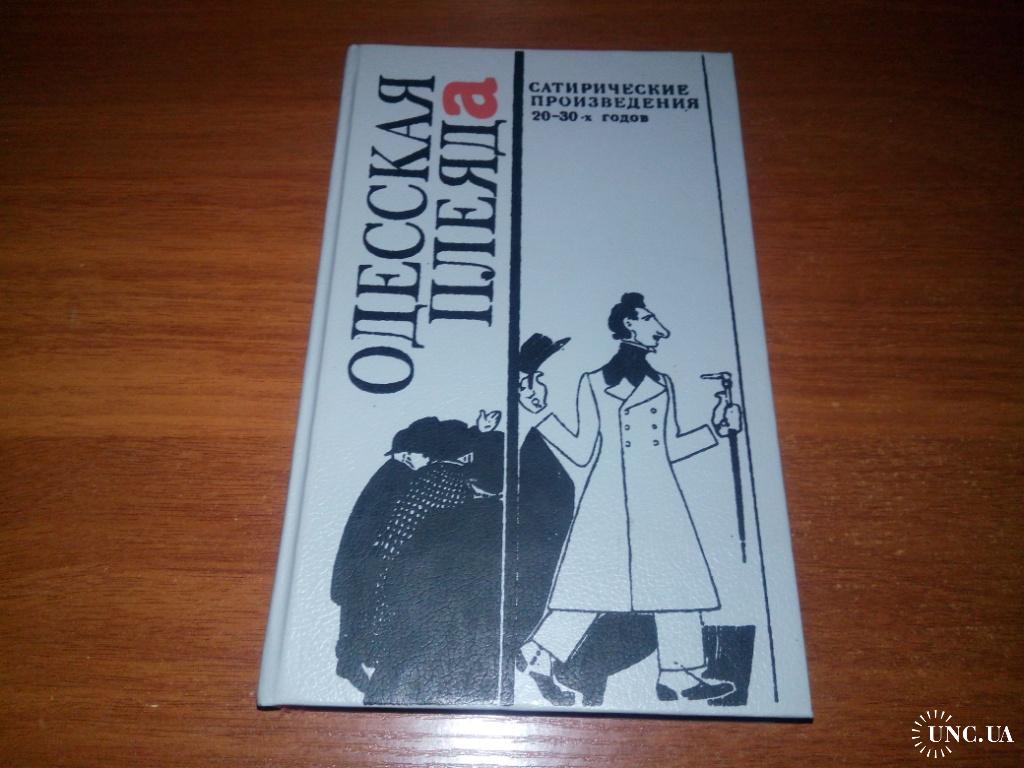 ОДЕССКАЯ
ПЛЕЯДа
САТИРИЧЕСКИЕ
ПРОИЗВЕДЕНИЯ
20-30-х годов
UNC.UA